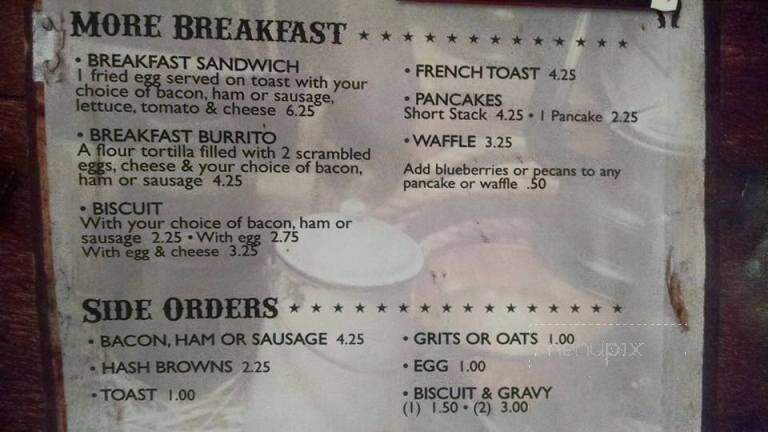 MORE BREAKFAST
• BREAKFAST SANDWICH
1 fried egg served on toast with your
choice of bacon, ham or sausage,
lettuce, tomato & cheese 6.25
• BREAKFAST BURRITO
A flour tortilla filled with 2 scrambled
eggs, cheese & your choice of bacon,
ham or sausage 4.25
• BISCUIT
With your choice of bacon, ham or
sausage 2.25 • With egg 2.75
With egg & cheese 3.25
• FRENCH TOAST 4.25
• PANCAKES
Short Stack 4.25 • 1 Pancake 2.25
• WAFFLE 3.25
Add blueberries or pecans to any
pancake or waffle .50
SIDE ORDERS
• BACON, HAM OR SAUSAGE 4.25
• HASH BROWNS 2.25
• TOAST 1.00
• GRITS OR OATS 1.00
• EGG 1.00
• BISCUIT & GRAVY
(1) 1.50 • (2) 3.00
menupix